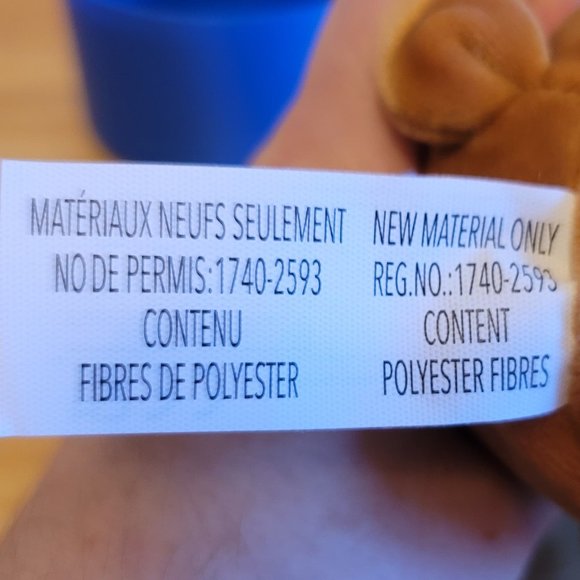 MATÉRIAUX NEUFS SEULEMENT
NO DE PERMIS:1740-2593
CONTENU
FIBRES DE POLYESTER
NEW MATERIAL ONLY
REG.NO.:1740-2593
CONTENT
POLYESTER FIBRES